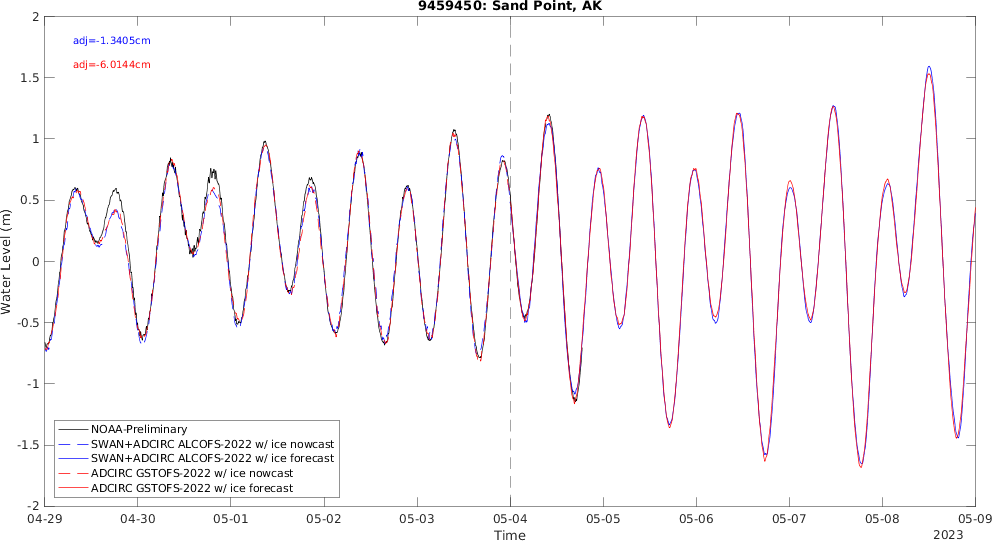 9459450: Sand Point, AK
adj=-1.3405cm
adj=-6.0144cm
2
1.5
1
0.5
0
-0.5
-1
-1.5
-2
Water Level (m)
NOAA-Preliminary
SWAN+ADCIRC ALCOFS-2022 w/ ice nowcast
SWAN+ADCIRC ALCOFS-2022 w/ ice forecast
ADCIRC GSTOFS-2022 w/ ice nowcast
ADCIRC GSTOFS-2022 w/ ice forecast
04-29 04-30 05-01 05-02 05-03 05-04 05-05 05-06 05-07 05-08 05-09
Time
2023